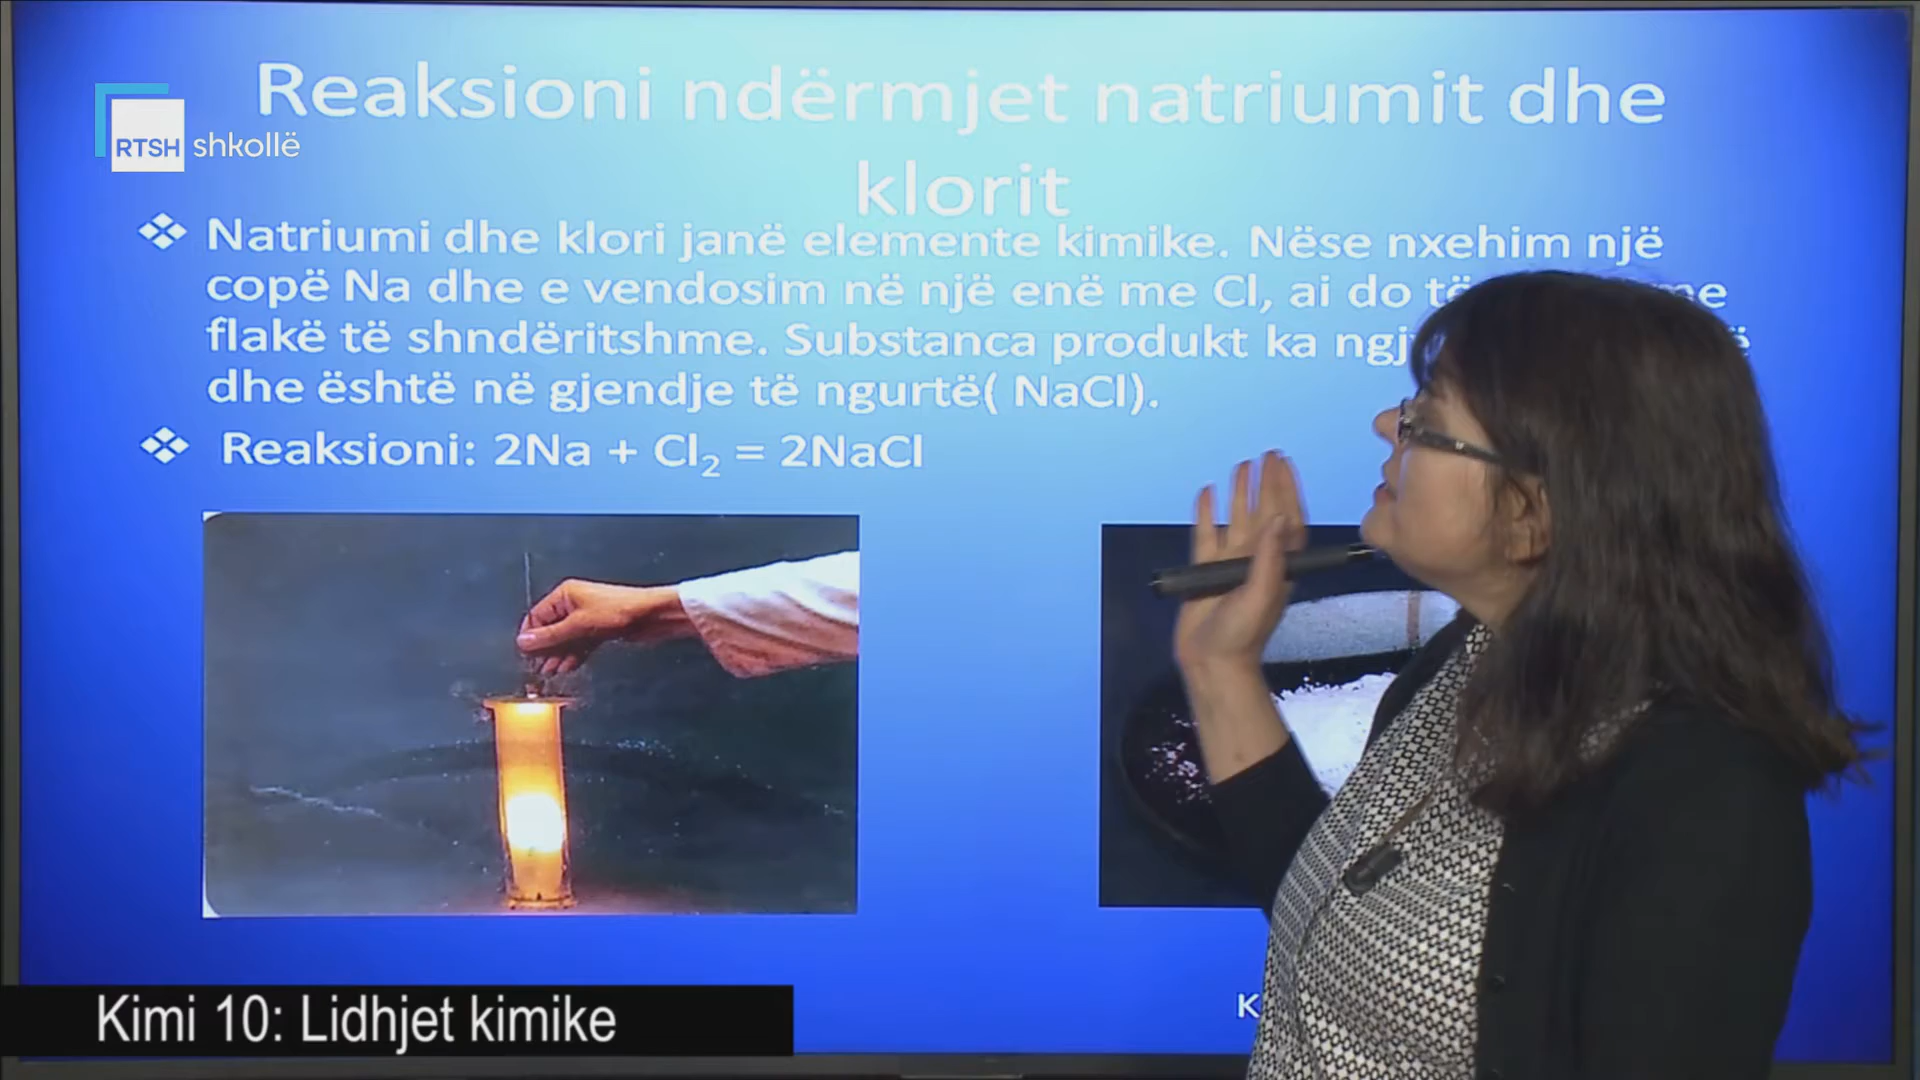 Reaksioni ndërmjet natriumit dhe
klorit
RTSH shkollë
Natriumi dhe klori janë elemente kimike. Nëse nxehim një
copë Na dhe e vendosim në një enë me Cl, ai do
flakë të shndëritshme. Substanca produkt ka
dhe është në gjendje të ngurtë( NaCl).
Reaksioni: 2Na + Cl₂ = 2NaCl
Kimi 10: Lidhjet kimike